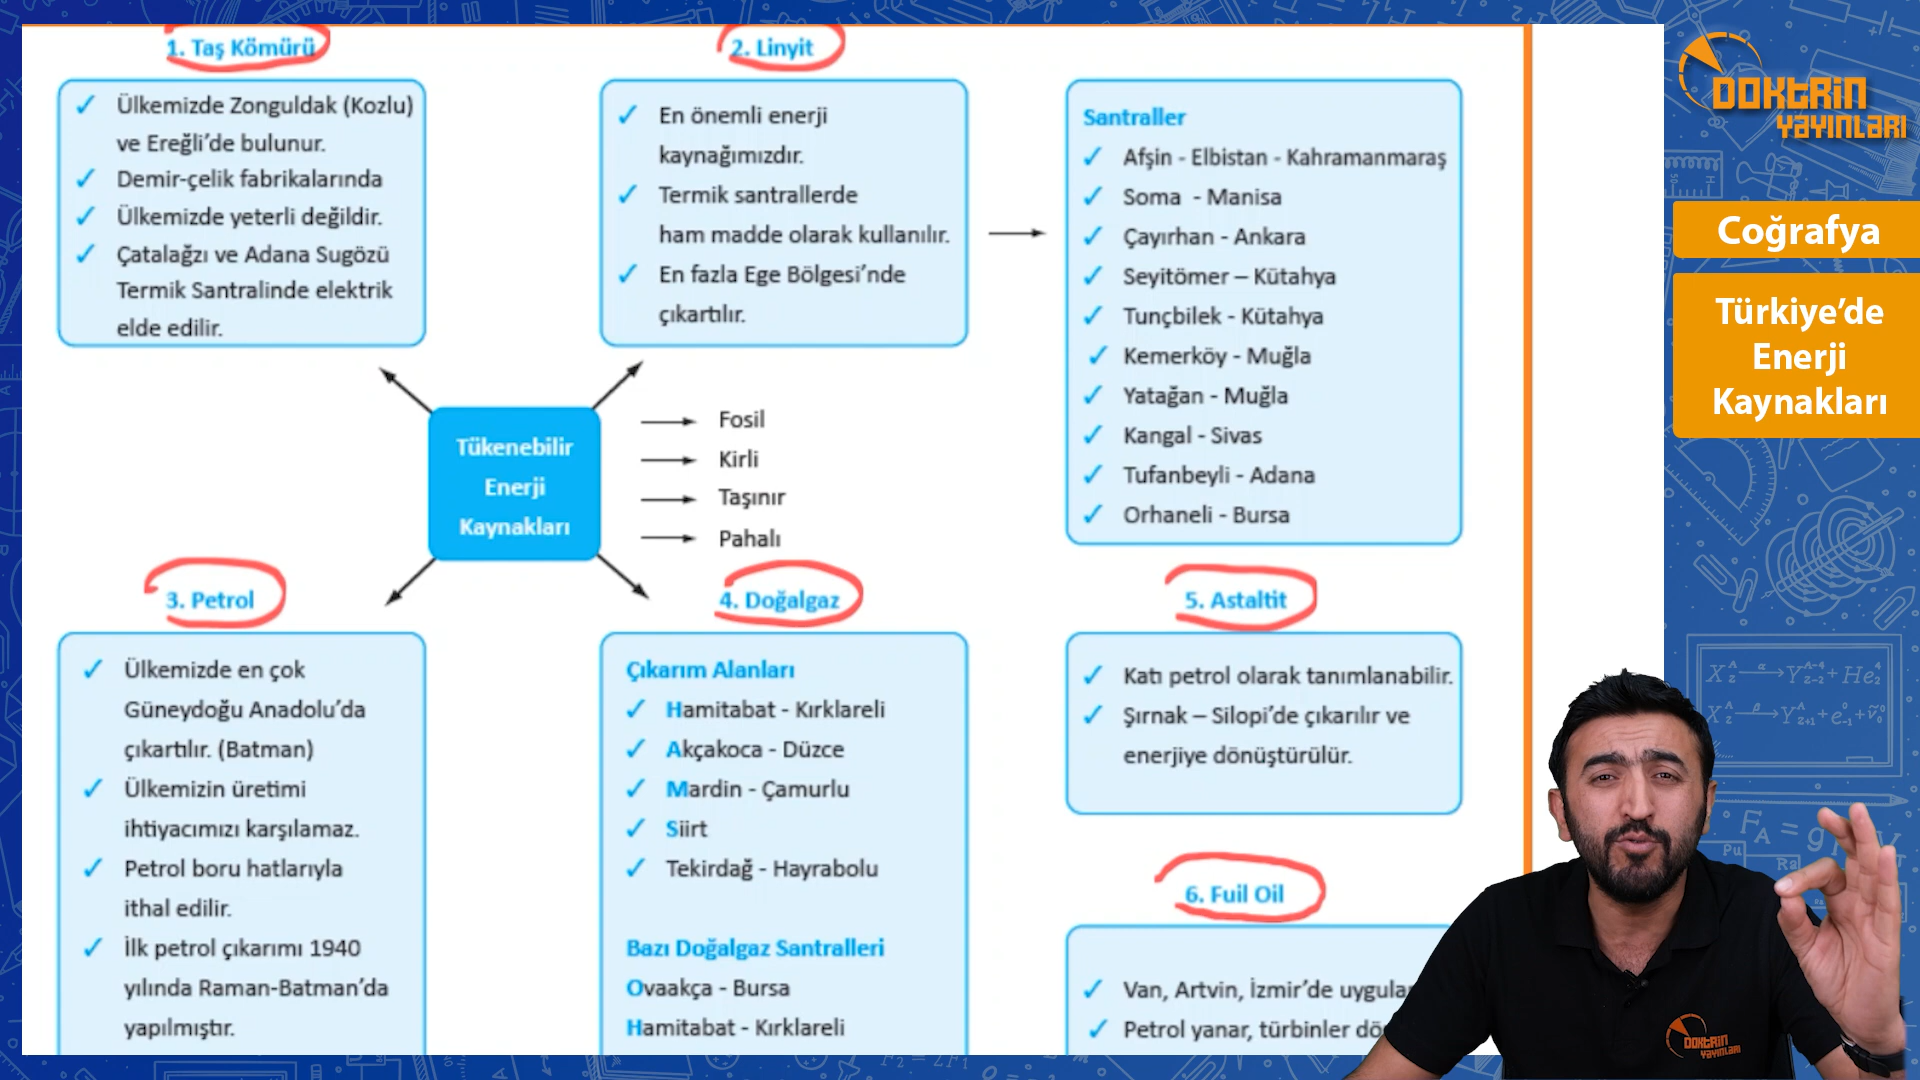 1. Taş Kömürü
Ülkemizde Zonguldak (Kozlu)
ve Ereğli’de bulunur.
Demir-çelik fabrikalarında
Ülkemizde yeterli değildir.
Çatalağzı ve Adana Sugözü
Termik Santralinde elektrik
elde edilir.
2. Linyit
En önemli enerji
kaynağımızdır.
Termik santrallerde
ham madde olarak kullanılır.
En fazla Ege Bölgesi’nde
çıkartılır.
Santraller
Afşin - Elbistan - Kahramanmaraş
Soma - Manisa
Çayırhan - Ankara
Seyitömer – Kütahya
Tunçbilek - Kütahya
Kemerköy - Muğla
Yatağan - Muğla
Kangal - Sivas
Tufanbeyli - Adana
Orhaneli - Bursa
Tükenebilir
Enerji
Kaynakları
Fosil
Kirli
Taşınır
Pahalı
3. Petrol
Ülkemizde en çok
Güneydoğu Anadolu’da
çıkartılır. (Batman)
Ülkemizin üretimi
ihtiyacımızı karşılamaz.
Petrol boru hatlarıyla
ithal edilir.
İlk petrol çıkarımı 1940
yılında Raman-Batman’da
yapılmıştır.
4. Doğalgaz
Çıkarım Alanları
Hamitabat - Kırklareli
Akçakoca - Düzce
Mardin - Çamurlu
Siirt
Tekirdağ - Hayrabolu
Bazı Doğalgaz Santralleri
Ovaakça - Bursa
Hamitabat - Kırklareli
5. Astaltit
Katı petrol olarak tanımlanabilir.
Şırnak – Silopi’de çıkarılır ve
enerjiye dönüştürülür.
6. Fuil Oil
Van, Artvin, İzmir’de
Petrol yanar, türbinler
DOKTRİN
YAYINLARI
Coğrafya
Türkiye’de
Enerji
Kaynakları
DOKTRİN
YAYINLARI